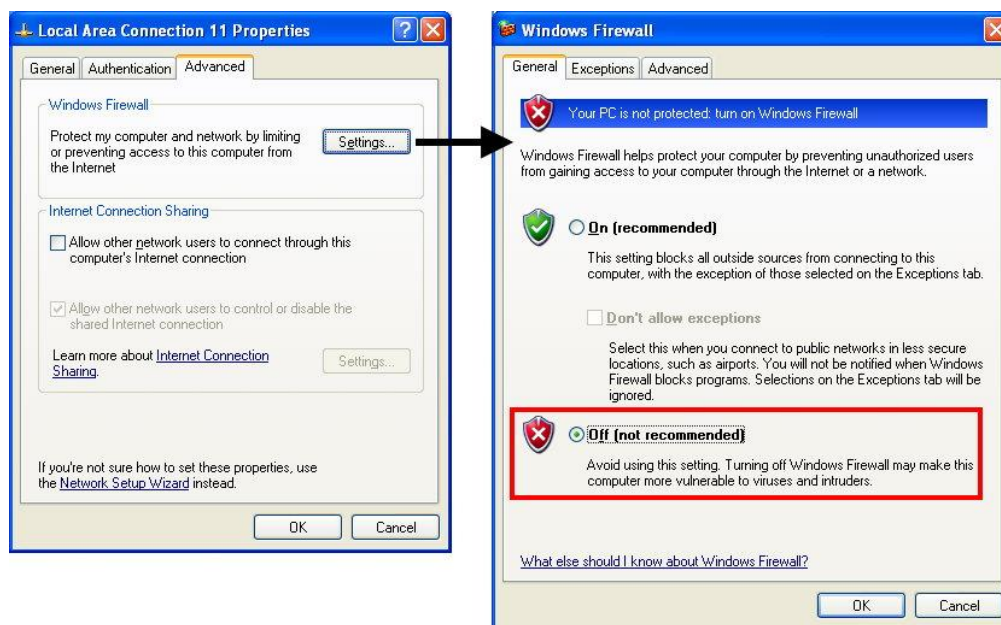 Local Area Connection 11 Properties
General Authentication Advanced
Windows Firewall
Protect my computer and network by limiting
or preventing access to this computer from
the Internet
Settings...
Internet Connection Sharing
Allow other network users to connect through this
computer's Internet connection
Allow other network users to control or disable the
shared Internet connection
Learn more about Internet Connection
Sharing.
Settings...
If you're not sure how to set these properties, use
the Network Setup Wizard instead.
OK Cancel
Windows Firewall
General Exceptions Advanced
Your PC is not protected: turn on Windows Firewall
Windows Firewall helps protect your computer by preventing unauthorized users
from gaining access to your computer through the Internet or a network.
On (recommended)
This setting blocks all outside sources from connecting to this
computer, with the exception of those selected on the Exceptions tab.
Don't allow exceptions
Select this when you connect to public networks in less secure
locations, such as airports. You will not be notified when Windows
Firewall blocks programs. Selections on the Exceptions tab will be
ignored.
Off (not recommended)
Avoid using this setting. Turning off Windows Firewall may make this
computer more vulnerable to viruses and intruders.
What else should I know about Windows Firewall?
OK Cancel